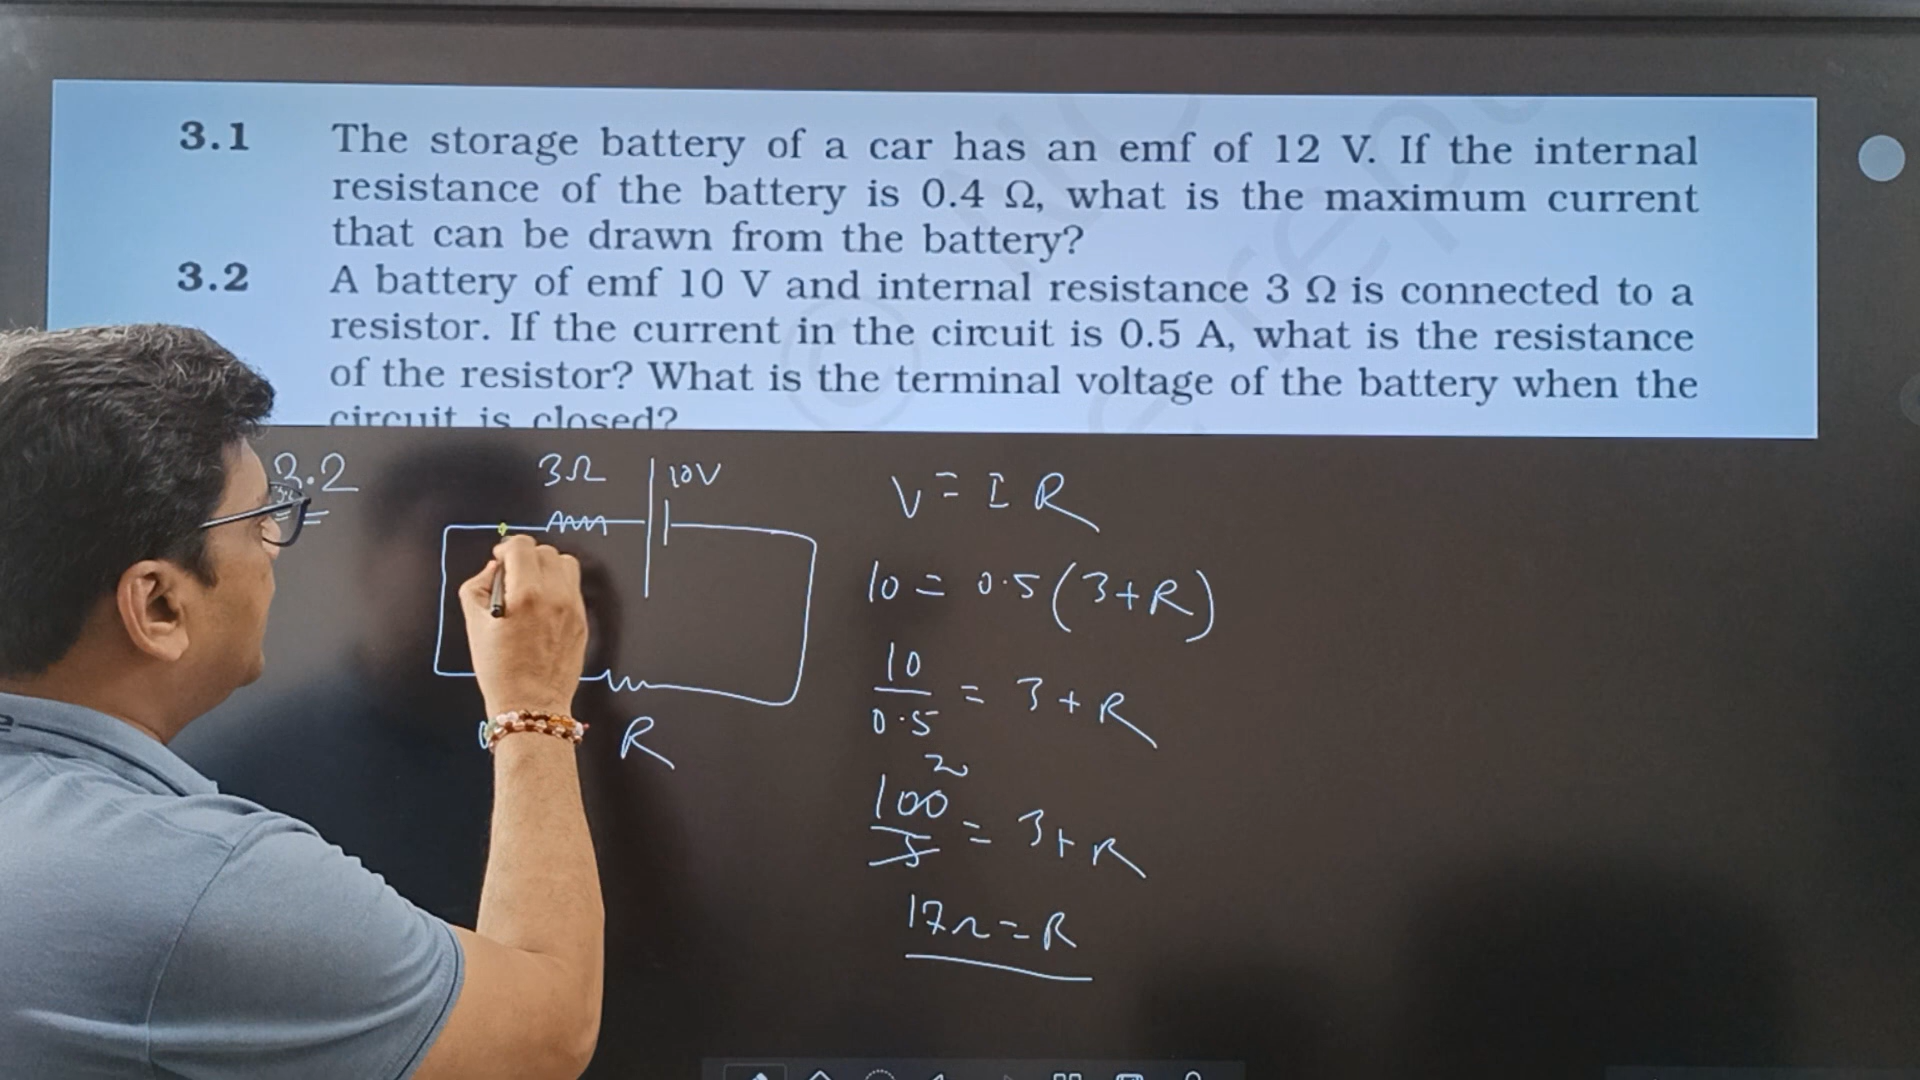 3.1 The storage battery of a car has an emf of 12 V. If the internal
resistance of the battery is 0.4 Ω, what is the maximum current
that can be drawn from the battery?
3.2 A battery of emf 10 V and internal resistance 3 Ω is connected to a
resistor. If the current in the circuit is 0.5 A, what is the resistance
of the resistor? What is the terminal voltage of the battery when the
circuit is closed?
3.2
3Ω 10V
R
V = I R
10 = 0.5 (3+R)
10/0.5 = 3 + R
20
100/5 = 3 + R
17Ω = R